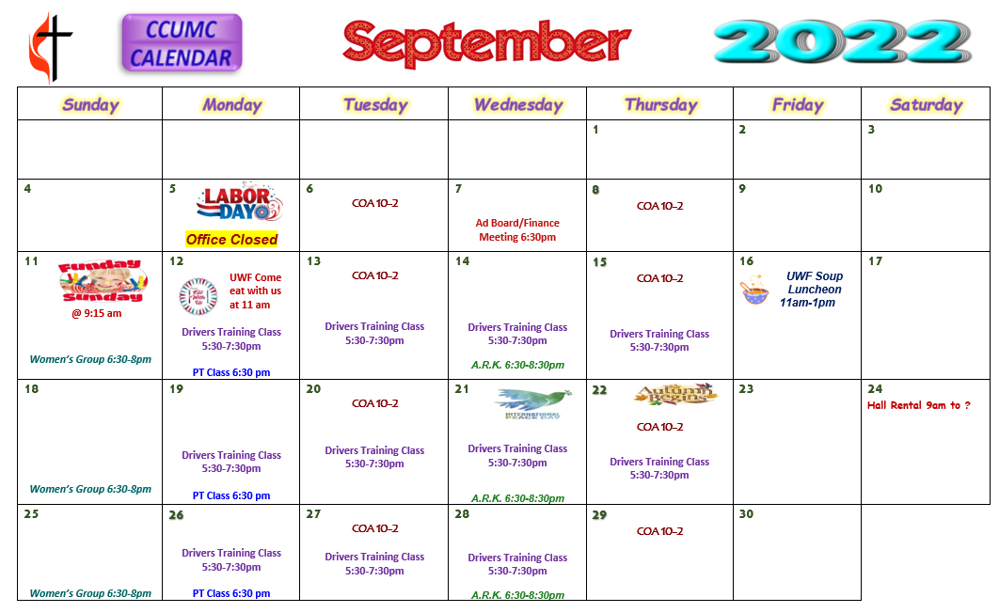 CCUMC
CALENDAR
September
2022
Sunday
Monday
Tuesday
Wednesday
Thursday
Friday
Saturday
1
2
3
4
5
LABOR
DAY
Office Closed
6
COA 10-2
7
Ad Board/Finance
Meeting 6:30pm
8
COA 10-2
9
10
11
Funday
Sunday
@ 9:15 am
Women's Group 6:30-8pm
12
Eat With
Us
UWF Come
eat with us
at 11 am
Drivers Training Class
5:30-7:30pm
PT Class 6:30 pm
13
COA 10-2
Drivers Training Class
5:30-7:30pm
14
Drivers Training Class
5:30-7:30pm
A.R.K. 6:30-8:30pm
15
COA 10-2
Drivers Training Class
5:30-7:30pm
16
UWF Soup
Luncheon
11am-1pm
17
18
Women's Group 6:30-8pm
19
Drivers Training Class
5:30-7:30pm
PT Class 6:30 pm
20
COA 10-2
Drivers Training Class
5:30-7:30pm
21
INTERNATIONAL
PEACE DAY
Drivers Training Class
5:30-7:30pm
A.R.K. 6:30-8:30pm
22
Autumn
Begins
COA 10-2
Drivers Training Class
5:30-7:30pm
23
24
Hall Rental 9am to ?
25
Women's Group 6:30-8pm
26
Drivers Training Class
5:30-7:30pm
PT Class 6:30 pm
27
COA 10-2
Drivers Training Class
5:30-7:30pm
28
Drivers Training Class
5:30-7:30pm
A.R.K. 6:30-8:30pm
29
COA 10-2
30